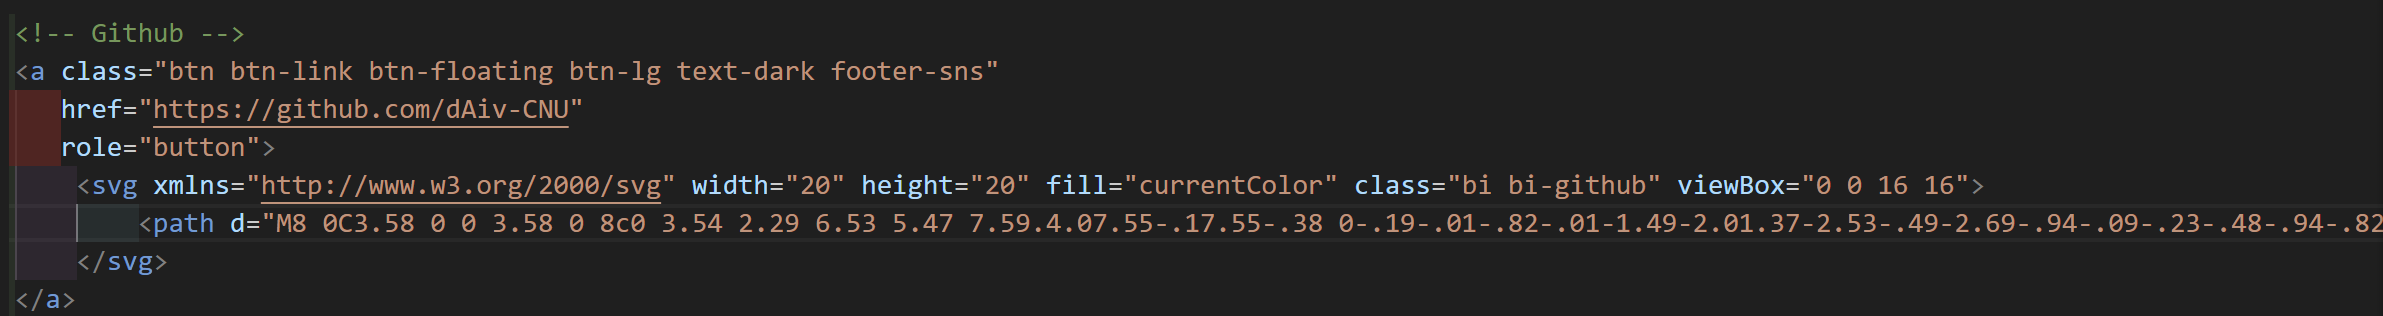 <!-- Github -->
<a class="btn btn-link btn-floating btn-lg text-dark footer-sns"
href="https://github.com/dAiv-CNU"
role="button">
<svg xmlns="http://www.w3.org/2000/svg" width="20" height="20" fill="currentColor" class="bi bi-github" viewBox="0 0 16 16">
<path d="M8 0C3.58 0 0 3.58 0 8c0 3.54 2.29 6.53 5.47 7.59.4.07.55-.17.55-.38 0-.19-.01-.82-.01-1.49-2.01.37-2.53-.49-2.69-.94-.09-.23-.48-.94-.82
</svg>
</a>